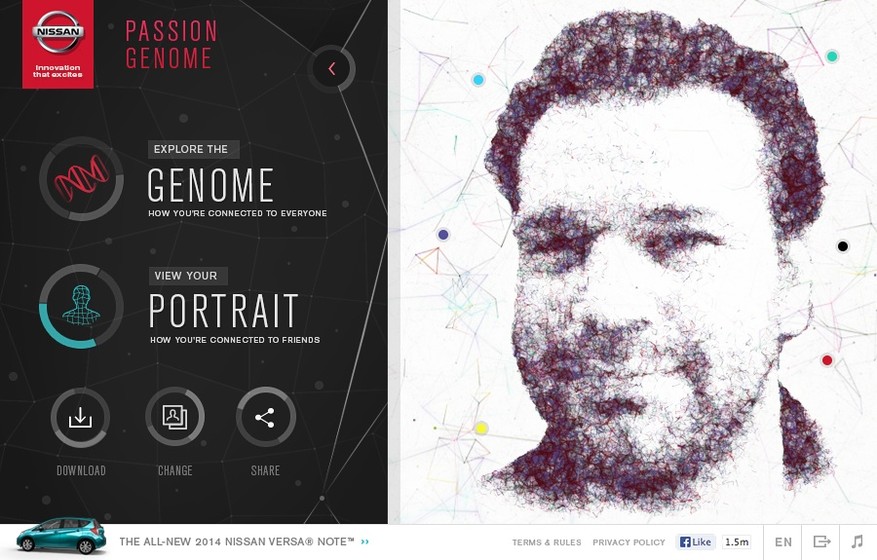 NISSAN
Innovation
that excites
PASSION
GENOME
EXPLORE THE
GENOME
HOW YOU'RE CONNECTED TO EVERYONE
VIEW YOUR
PORTRAIT
HOW YOU'RE CONNECTED TO FRIENDS
DOWNLOAD
CHANGE
SHARE
THE ALL-NEW 2014 NISSAN VERSA® NOTE™ ››
TERMS & RULES
PRIVACY POLICY
f Like
1.5m
EN